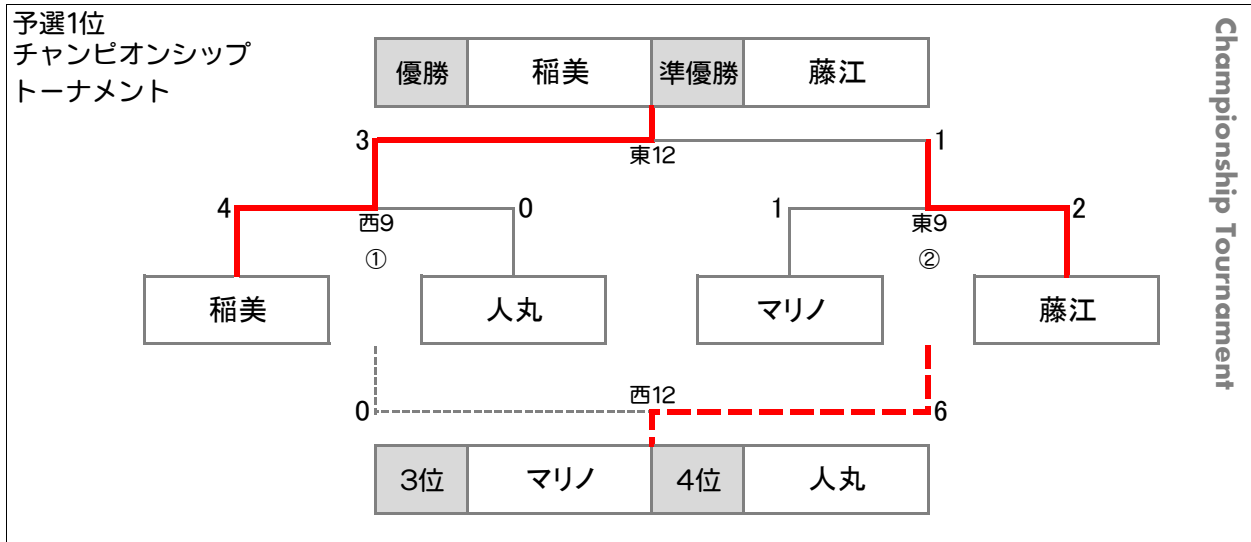 予選1位
チャンピオンシップ
トーナメント
Championship Tournament
優勝 稲美 準優勝 藤江
3 東12 1
4 西9 0 1 東9 2
① ②
稲美 人丸 マリノ 藤江
0 西12 6
3位 マリノ 4位 人丸